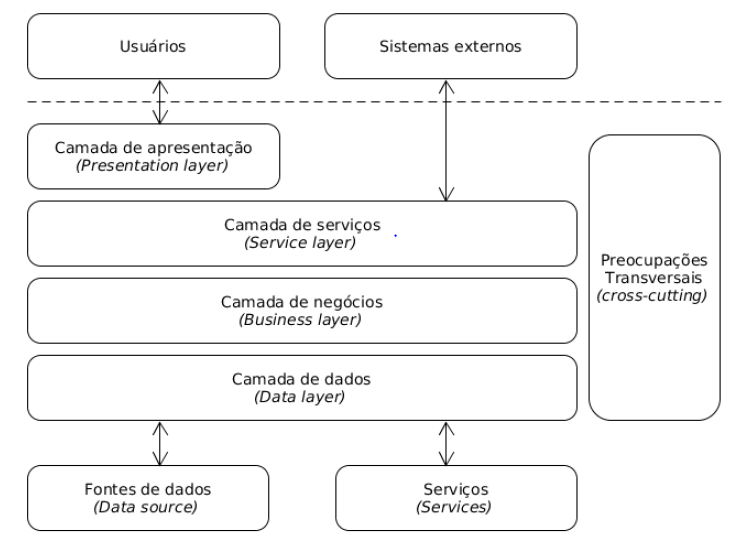 Usuários
Sistemas externos
Camada de apresentação
(Presentation layer)
Camada de serviços
(Service layer)
Preocupações
Transversais
(cross-cutting)
Camada de negócios
(Business layer)
Camada de dados
(Data layer)
Fontes de dados
(Data source)
Serviços
(Services)